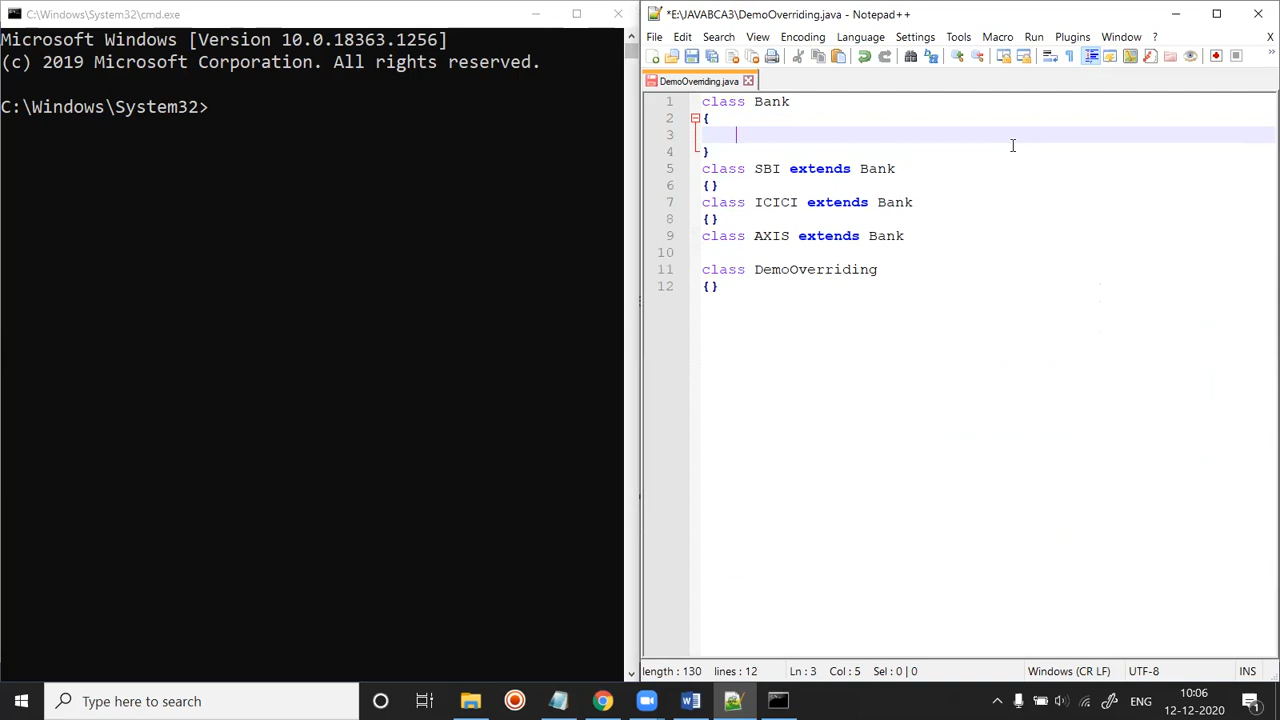 C:\Windows\System32\cmd.exe
Microsoft Windows [Version 10.0.18363.1256]
(c) 2019 Microsoft Corporation. All rights reserved.
C:\Windows\System32>
*E:\JAVABCA3\DemoOverriding.java - Notepad++
File Edit Search View Encoding Language Settings Tools Macro Run Plugins Window ? X
DemoOverriding.java
1 class Bank
2 {
3
4 }
5 class SBI extends Bank
6 {}
7 class ICICI extends Bank
8 {}
9 class AXIS extends Bank
10
11 class DemoOverriding
12 {}
length : 130 lines : 12 Ln : 3 Col : 5 Sel : 0 | 0 Windows (CR LF) UTF-8 INS
Type here to search
ENG
10:06
12-12-2020
1